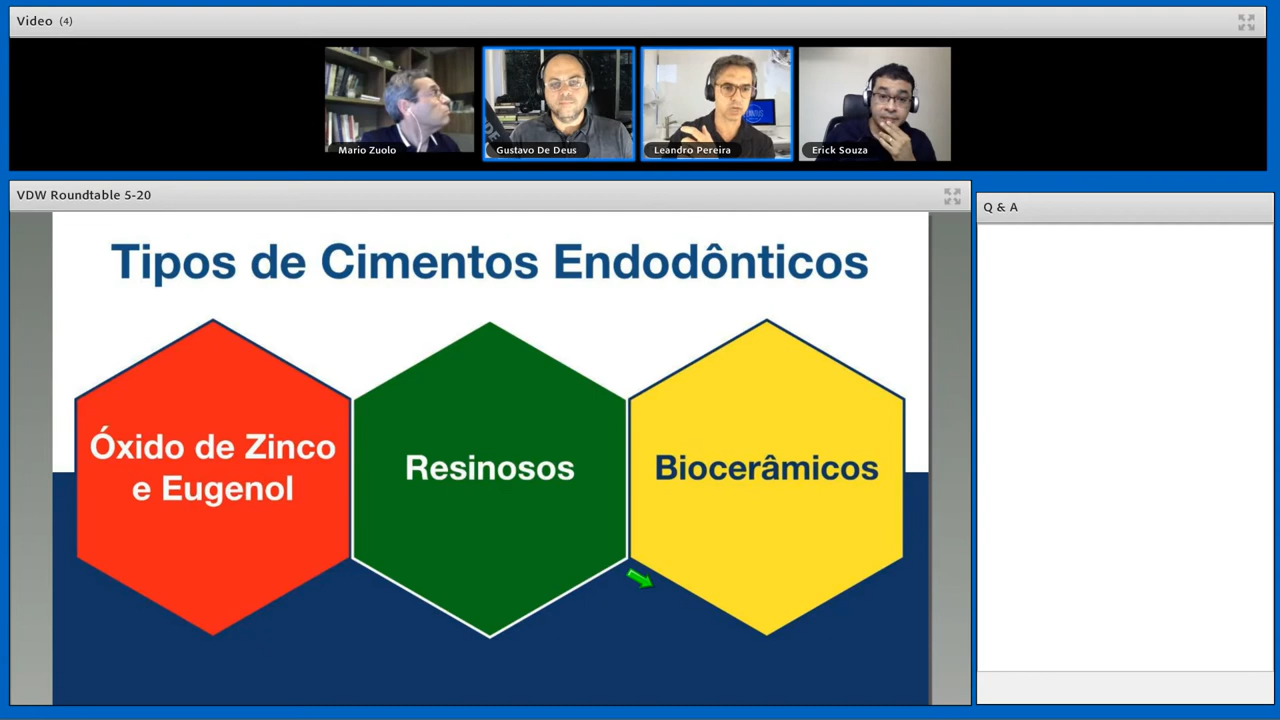 Video (4)
Mario Zuolo
Gustavo De Deus
Leandro Pereira
Erick Souza
VDW Roundtable 5-20
Q & A
Tipos de Cimentos Endodônticos
Óxido de Zinco
e Eugenol
Resinosos
Biocerâmicos